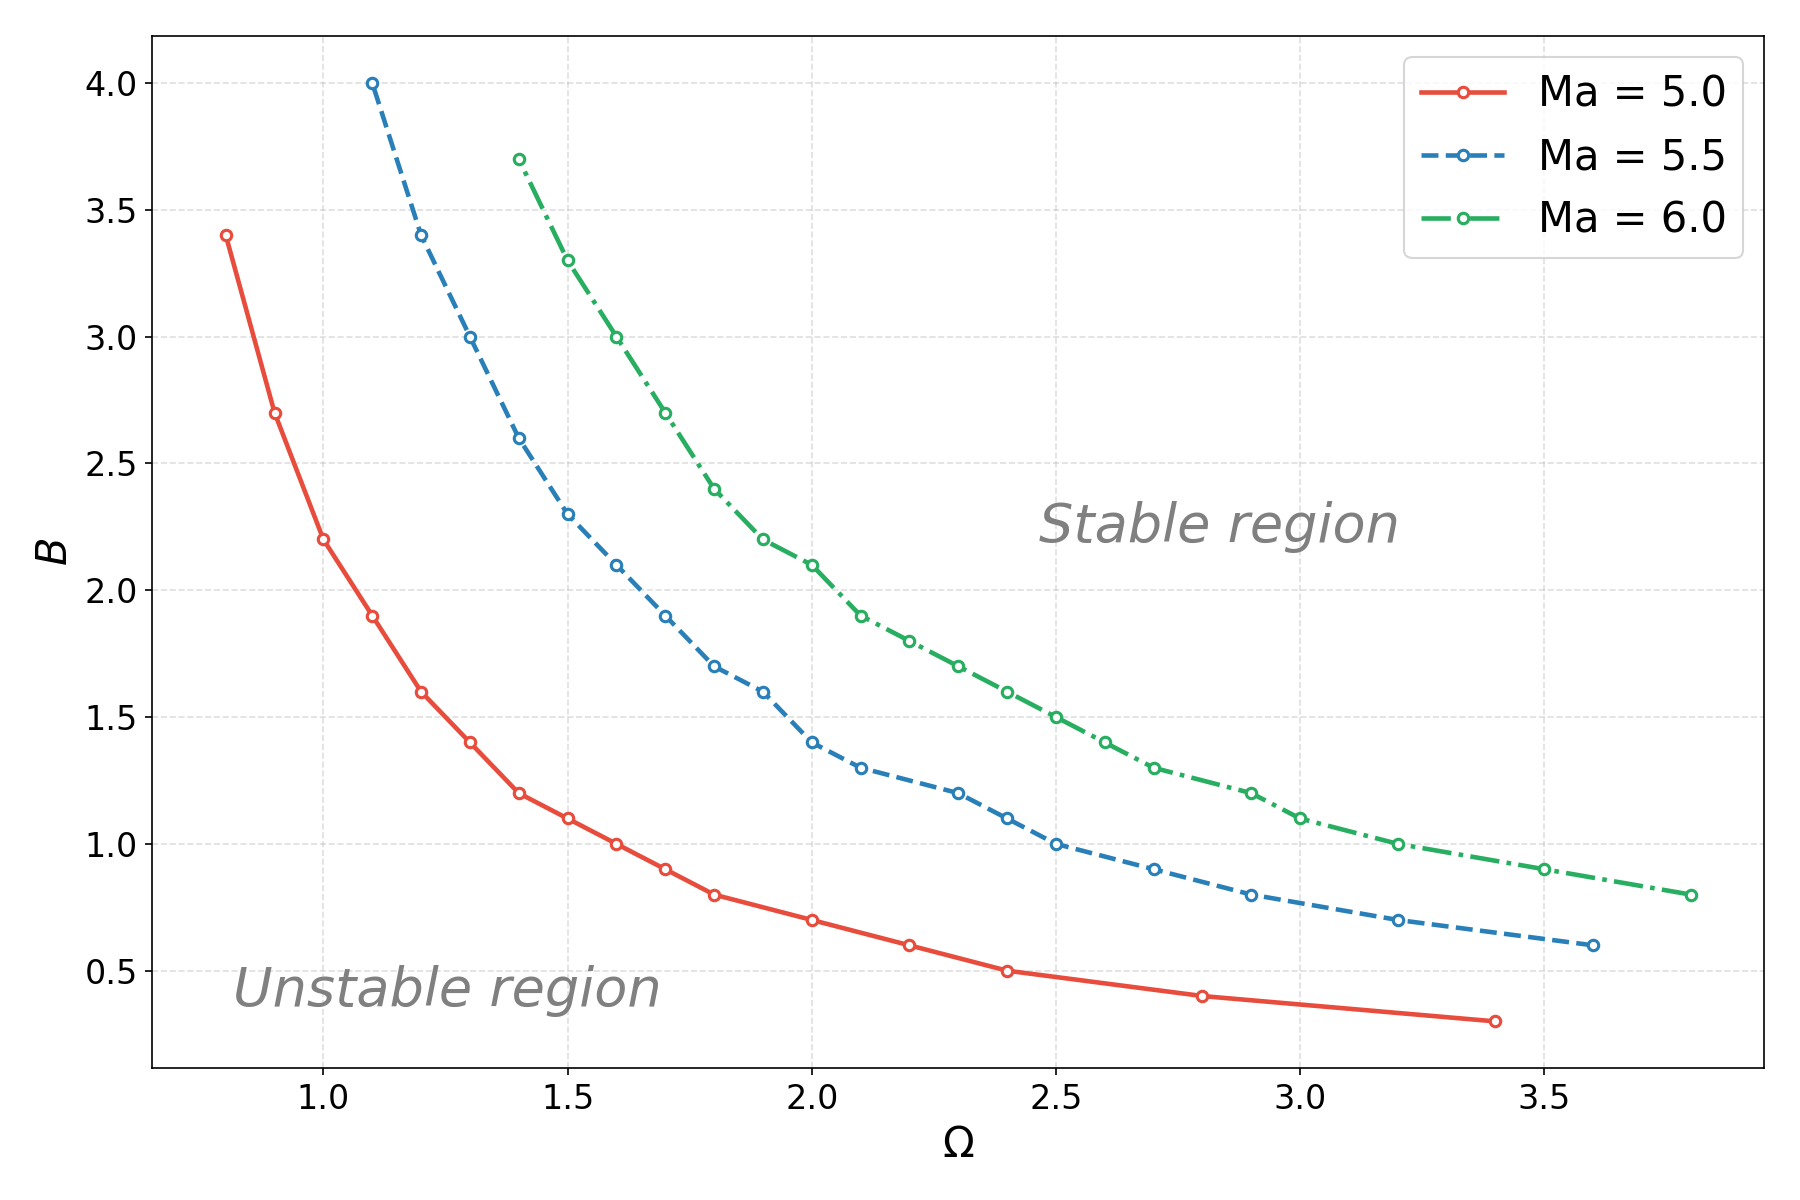 4.0
3.5
3.0
2.5
2.0
1.5
1.0
0.5
B
Ma = 5.0
Ma = 5.5
Ma = 6.0
Stable region
Unstable region
1.0 1.5 2.0 2.5 3.0 3.5
Ω